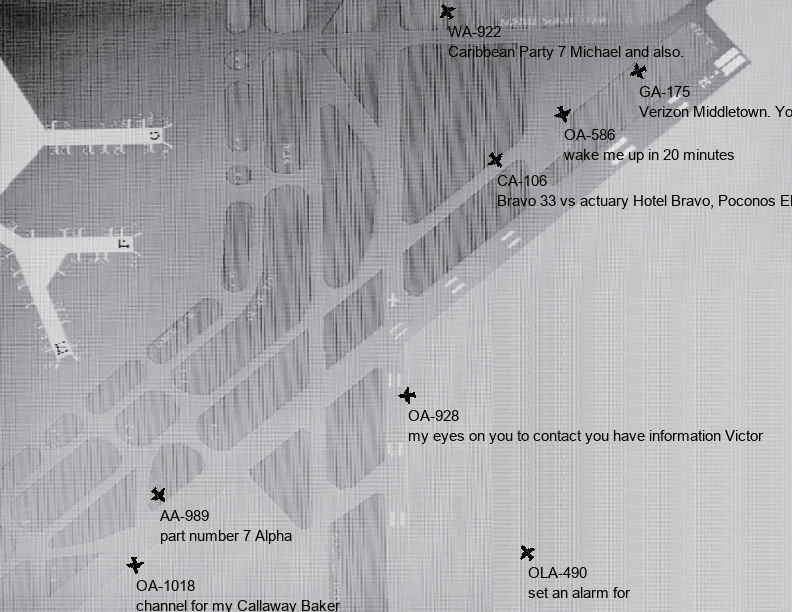 WA-922
Caribbean Party 7 Michael and also.
GA-175
Verizon Middletown. Yo
OA-586
wake me up in 20 minutes
CA-106
Bravo 33 vs actuary Hotel Bravo, Poconos El
OA-928
my eyes on you to contact you have information Victor
AA-989
part number 7 Alpha
OLA-490
set an alarm for
OA-1018
channel for my Callaway Baker